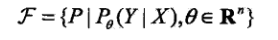 ℱ = {P | P_θ(Y | X), θ ∈ **R**ⁿ}